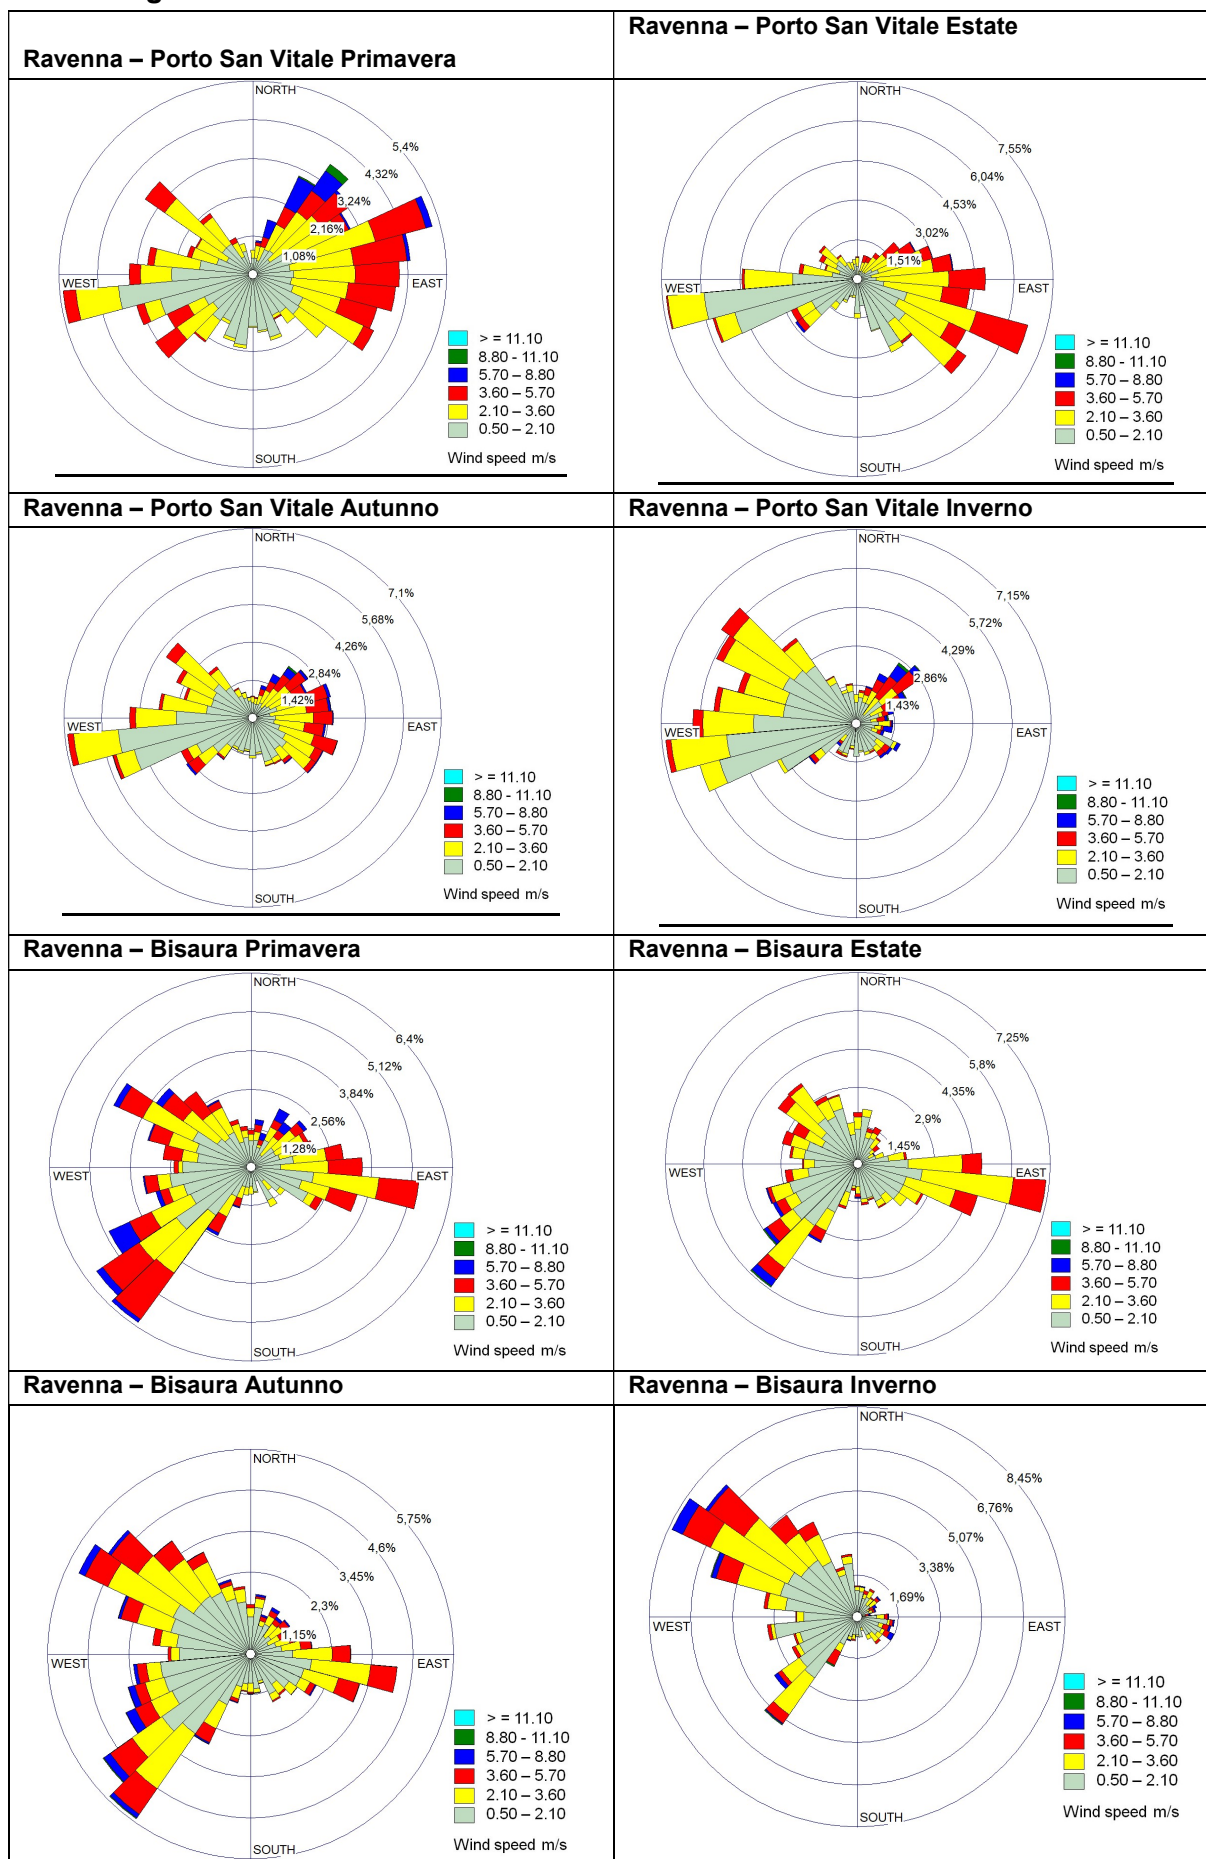 Ravenna – Porto San Vitale Primavera
Ravenna – Porto San Vitale Estate
NORTH
5,4%
4,32%
3,24%
2,16%
1,08%
WEST
EAST
SOUTH
> = 11.10
8.80 - 11.10
5.70 – 8.80
3.60 – 5.70
2.10 – 3.60
0.50 – 2.10
Wind speed m/s
NORTH
7,55%
6,04%
4,53%
3,02%
1,51%
WEST
EAST
SOUTH
> = 11.10
8.80 - 11.10
5.70 – 8.80
3.60 – 5.70
2.10 – 3.60
0.50 – 2.10
Wind speed m/s
Ravenna – Porto San Vitale Autunno
Ravenna – Porto San Vitale Inverno
NORTH
7,1%
5,68%
4,26%
2,84%
1,42%
WEST
EAST
SOUTH
> = 11.10
8.80 - 11.10
5.70 – 8.80
3.60 – 5.70
2.10 – 3.60
0.50 – 2.10
Wind speed m/s
NORTH
7,15%
5,72%
4,29%
2,86%
1,43%
WEST
EAST
SOUTH
> = 11.10
8.80 - 11.10
5.70 – 8.80
3.60 – 5.70
2.10 – 3.60
0.50 – 2.10
Wind speed m/s
Ravenna – Bisaura Primavera
Ravenna – Bisaura Estate
NORTH
6,4%
5,12%
3,84%
2,56%
1,28%
WEST
EAST
SOUTH
> = 11.10
8.80 - 11.10
5.70 – 8.80
3.60 – 5.70
2.10 – 3.60
0.50 – 2.10
Wind speed m/s
NORTH
7,25%
5,8%
4,35%
2,9%
1,45%
WEST
EAST
SOUTH
> = 11.10
8.80 - 11.10
5.70 – 8.80
3.60 – 5.70
2.10 – 3.60
0.50 – 2.10
Wind speed m/s
Ravenna – Bisaura Autunno
Ravenna – Bisaura Inverno
NORTH
5,75%
4,6%
3,45%
2,3%
1,15%
WEST
EAST
SOUTH
> = 11.10
8.80 - 11.10
5.70 – 8.80
3.60 – 5.70
2.10 – 3.60
0.50 – 2.10
Wind speed m/s
NORTH
8,45%
6,76%
5,07%
3,38%
1,69%
WEST
EAST
SOUTH
> = 11.10
8.80 - 11.10
5.70 – 8.80
3.60 – 5.70
2.10 – 3.60
0.50 – 2.10
Wind speed m/s